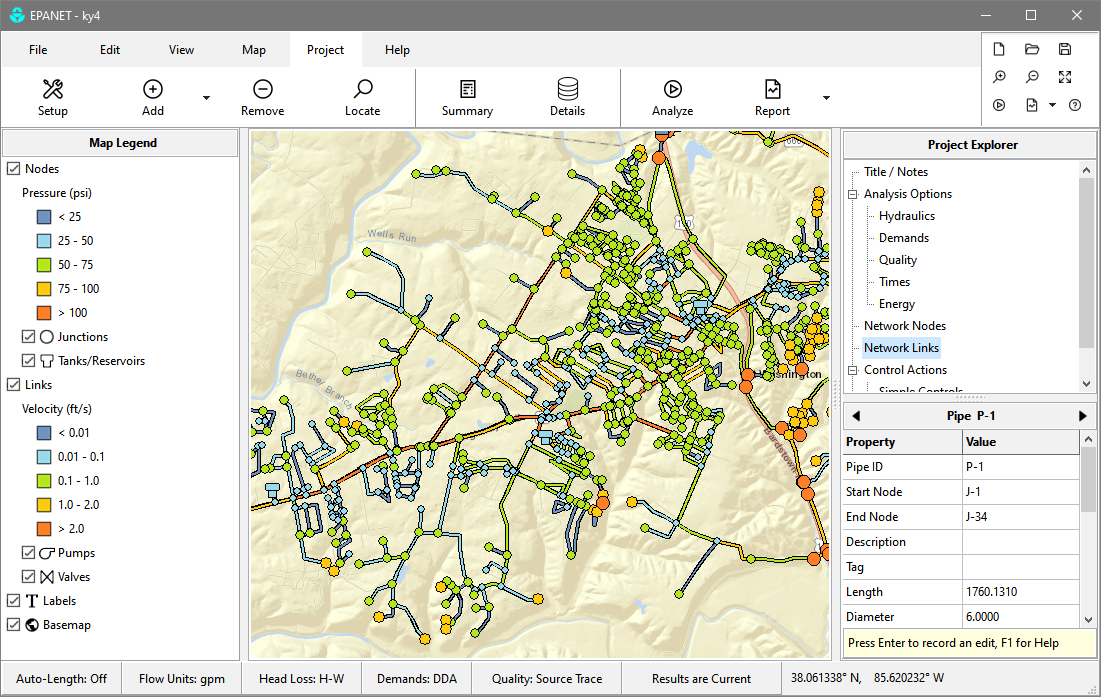 EPANET - ky4
File Edit View Map Project Help
Setup Add Remove Locate Summary Details Analyze Report
Map Legend
Nodes
Pressure (psi)
< 25
25 - 50
50 - 75
75 - 100
> 100
Junctions
Tanks/Reservoirs
Links
Velocity (ft/s)
< 0.01
0.01 - 0.1
0.1 - 1.0
1.0 - 2.0
> 2.0
Pumps
Valves
Labels
Basemap
Wells Run
Bethel Branch
Bardstown
Project Explorer
Title / Notes
Analysis Options
Hydraulics
Demands
Quality
Times
Energy
Network Nodes
Network Links
Control Actions
Simple Controls
Pipe P-1
Property Value
Pipe ID P-1
Start Node J-1
End Node J-34
Description
Tag
Length 1760.1310
Diameter 6.0000
Press Enter to record an edit, F1 for Help
Auto-Length: Off Flow Units: gpm Head Loss: H-W Demands: DDA Quality: Source Trace Results are Current 38.061338° N, 85.620232° W